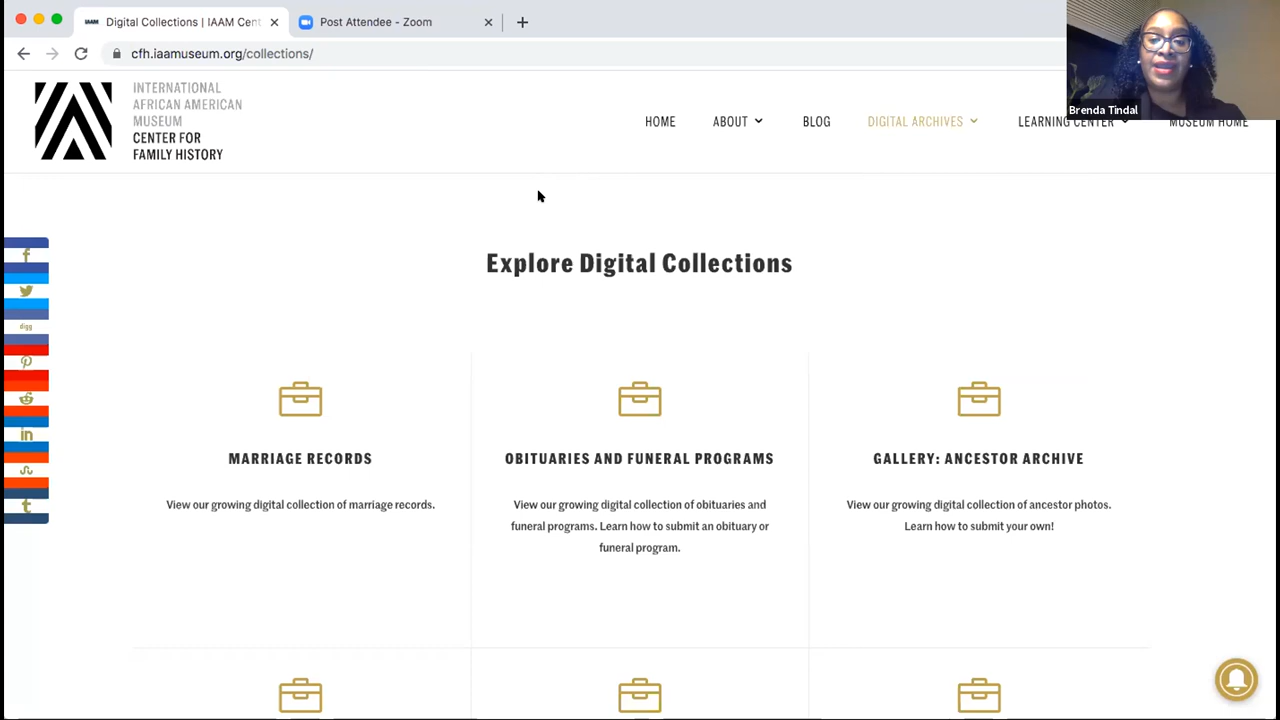 Digital Collections | IAAM Cent
Post Attendee - Zoom
cfh.iaamuseum.org/collections/
Brenda Tindal
IAAM
INTERNATIONAL
AFRICAN AMERICAN
MUSEUM
CENTER FOR
FAMILY HISTORY
HOME
ABOUT
BLOG
DIGITAL ARCHIVES
LEARNING CENTER
MUSEUM HOME
digg
Explore Digital Collections
MARRIAGE RECORDS
View our growing digital collection of marriage records.
OBITUARIES AND FUNERAL PROGRAMS
View our growing digital collection of obituaries and
funeral programs. Learn how to submit an obituary or
funeral program.
GALLERY: ANCESTOR ARCHIVE
View our growing digital collection of ancestor photos.
Learn how to submit your own!